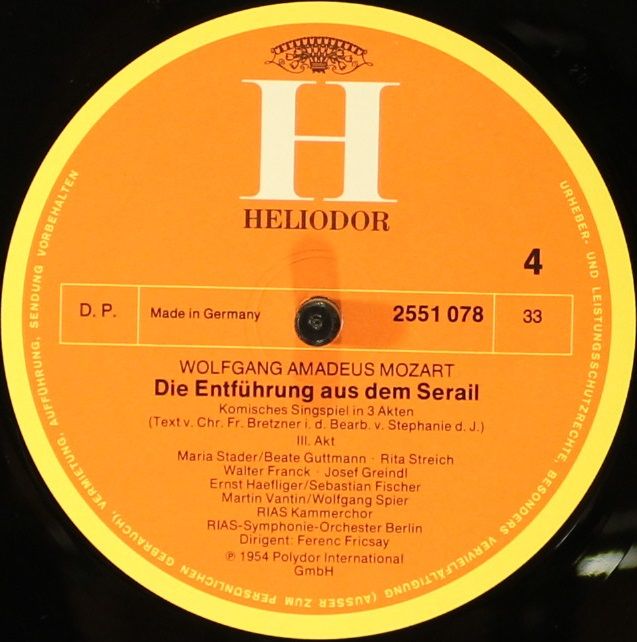 H
HELIODOR
4
D. P.
Made in Germany
2551 078
33
WOLFGANG AMADEUS MOZART
Die Entführung aus dem Serail
Komisches Singspiel in 3 Akten
(Text v. Chr. Fr. Bretzner i. d. Bearb. v. Stephanie d. J.)
III. Akt
Maria Stader/Beate Guttmann · Rita Streich
Walter Franck · Josef Greindl
Ernst Haefliger/Sebastian Fischer
Martin Vantin/Wolfgang Spier
RIAS Kammerchor
RIAS-Symphonie-Orchester Berlin
Dirigent: Ferenc Fricsay
℗ 1954 Polydor International
GmbH
URHEBER- UND LEISTUNGSSCHUTZRECHTE, BESONDERS VERVIELFÄLTIGUNG (AUSSER ZUM PERSÖNLICHEN GEBRAUCH), VERMIETUNG, AUFFÜHRUNG, SENDUNG VORBEHALTEN